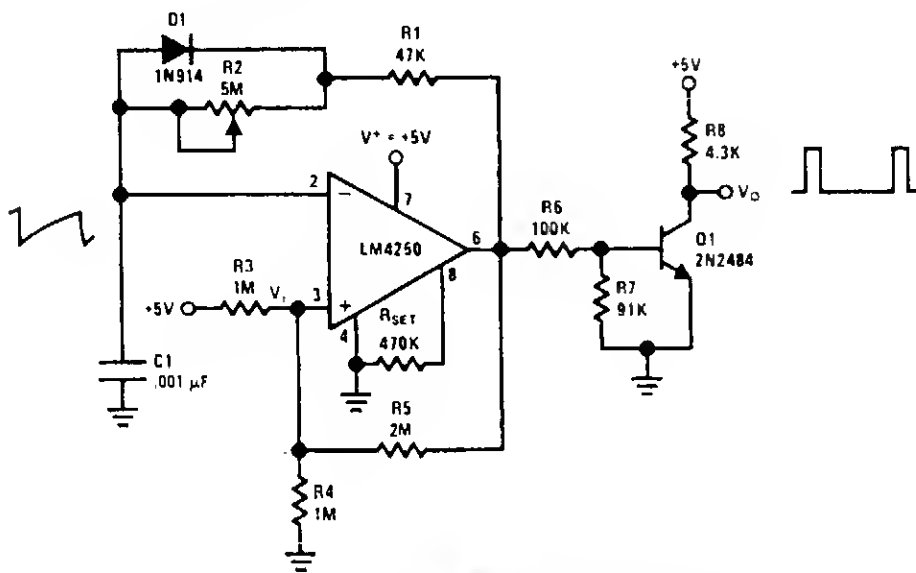 D1
1N914
R2
5M
R1
47K
+5V
R8
4.3K
V+ = +5V
2
−
7
LM4250
6
R6
100K
VO
Q1
2N2484
R3
1M
+5V
V1
3
+
4
8
RSET
470K
R7
91K
C1
.001 µF
R5
2M
R4
1M